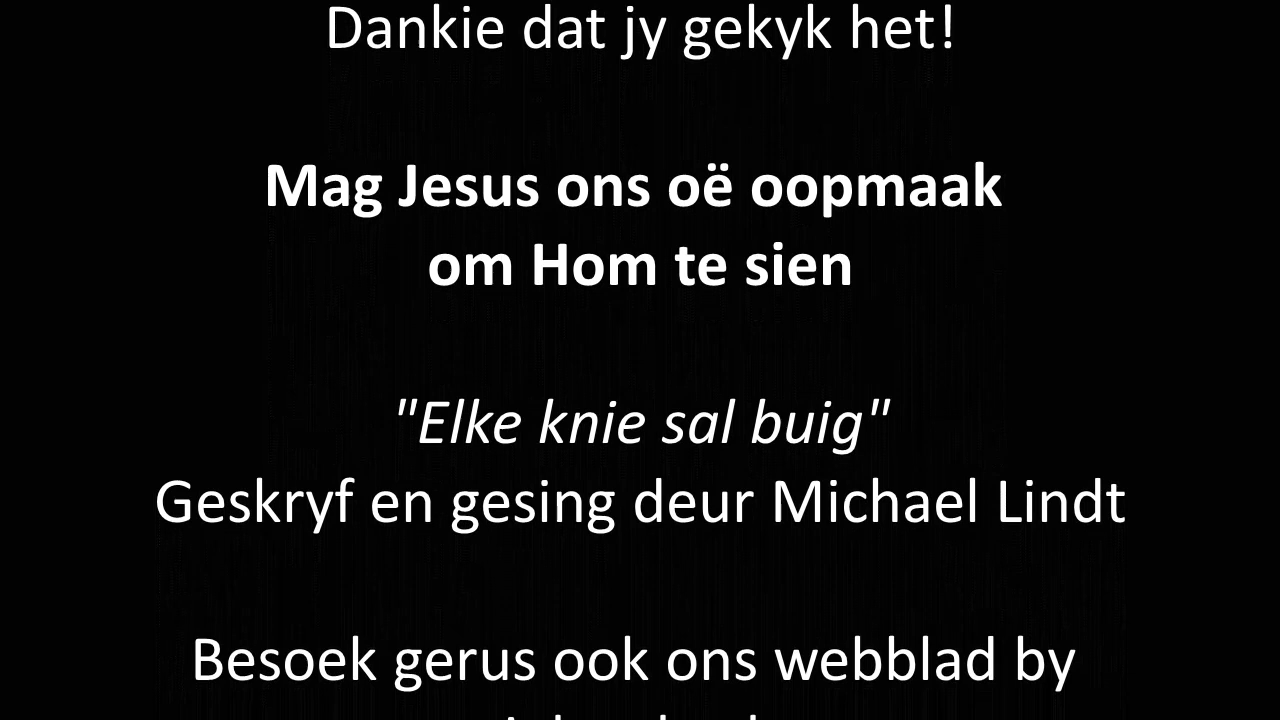 Dankie dat jy gekyk het!
Mag Jesus ons oë oopmaak
om Hom te sien
"Elke knie sal buig"
Geskryf en gesing deur Michael Lindt
Besoek gerus ook ons webblad by